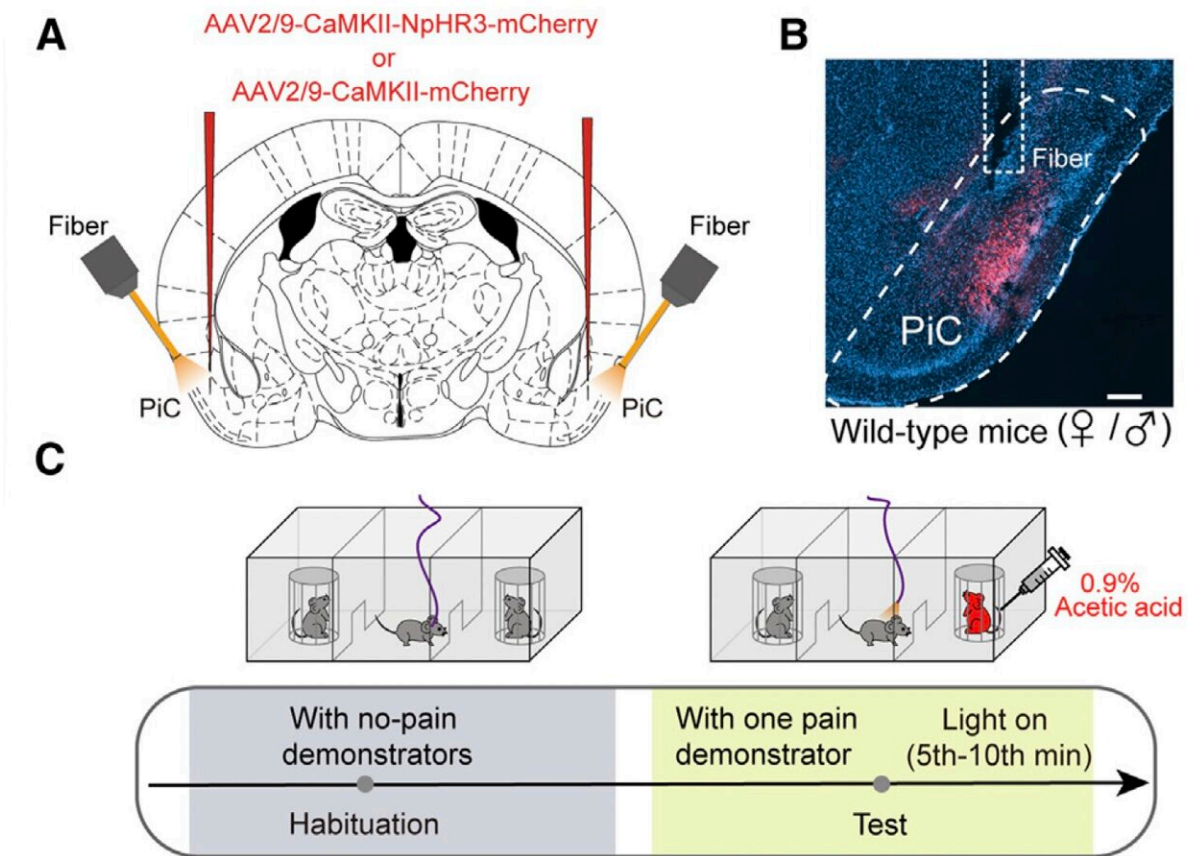 A
AAV2/9-CaMKII-NpHR3-mCherry
or
AAV2/9-CaMKII-mCherry
Fiber
Fiber
PiC
PiC
B
Fiber
PiC
Wild-type mice (♀ /♂)
C
0.9%
Acetic acid
With no-pain
demonstrators
With one pain
demonstrator
Light on
(5th-10th min)
Habituation
Test